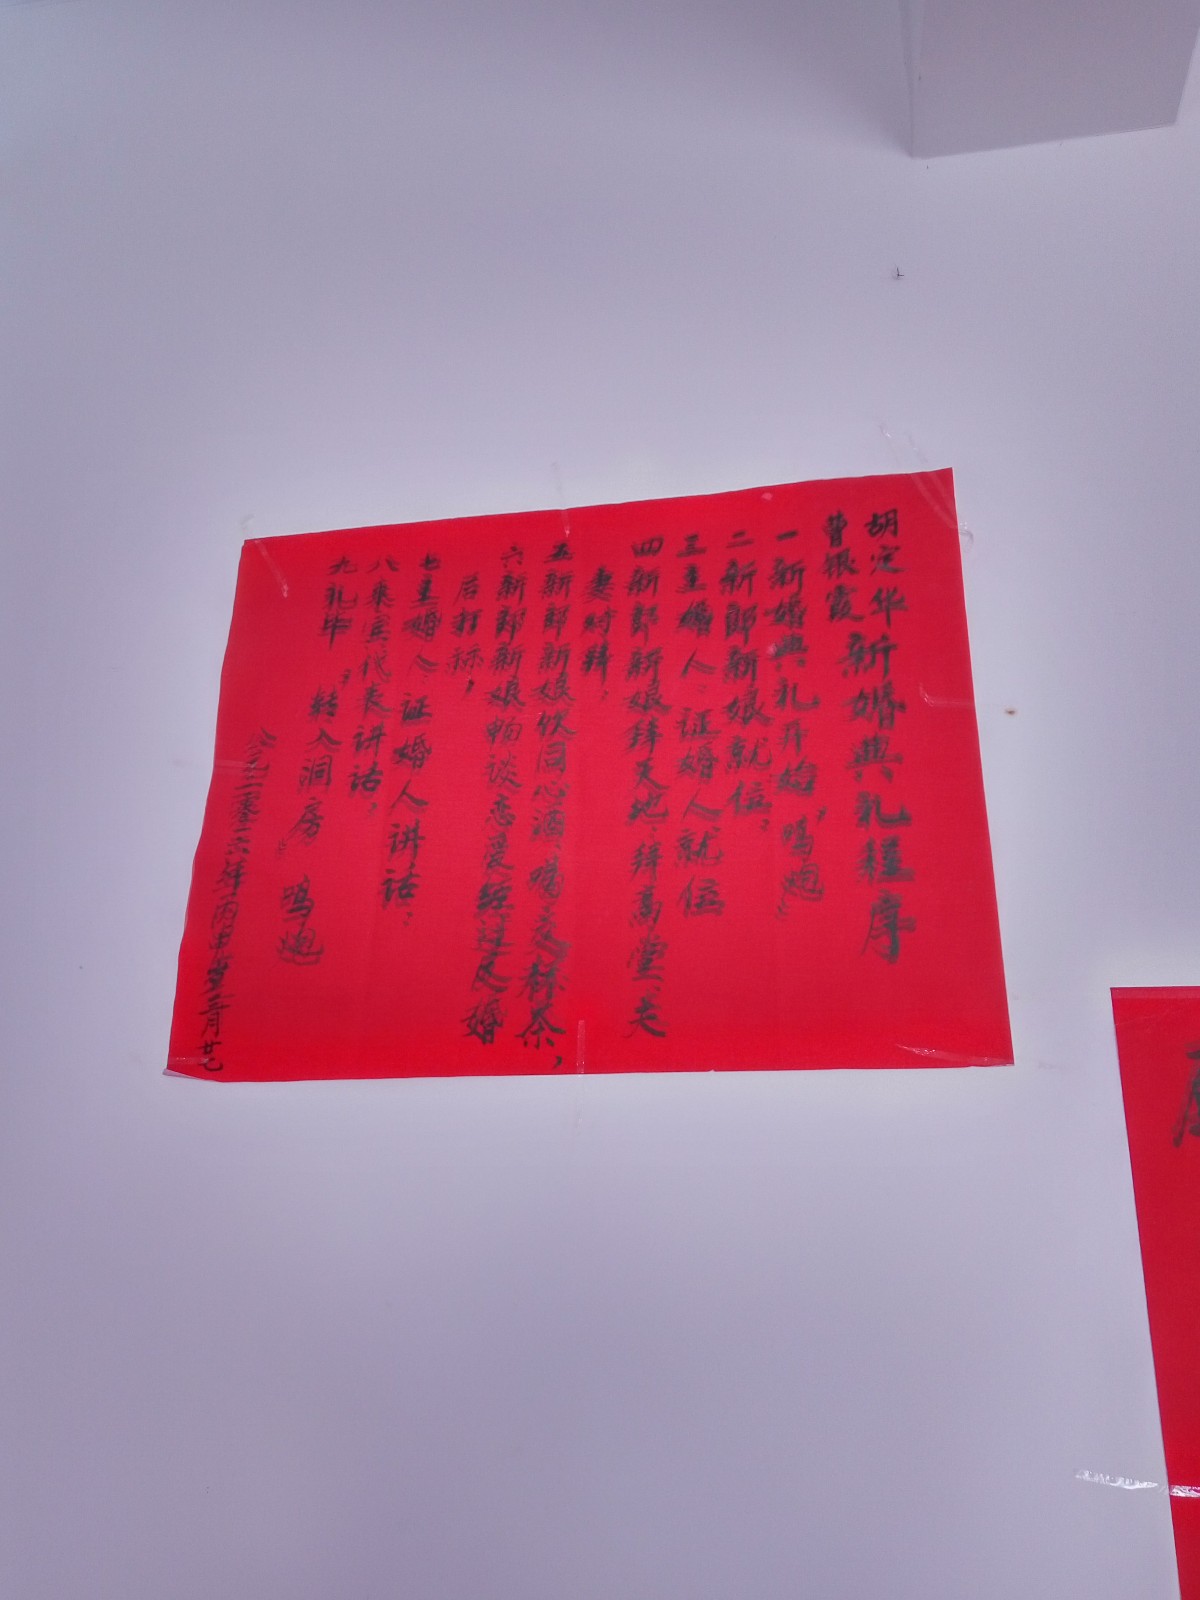 胡定华
曹银霞
新婚典礼程序
一新婚典礼开始，鸣炮
二新郎新娘就位，
三主婚人、证婚人就位
四新郎新娘拜天地、拜高堂、夫
妻对拜，
五新郎新娘饮同心酒、喝交杯茶，
六新郎新娘畅谈恋爱经过及婚
后打称，
七主婚人、证婚人讲话，
八来宾代表讲话，
九礼毕，转入洞房 鸣炮
公元二零一六年丙申岁二月廿七